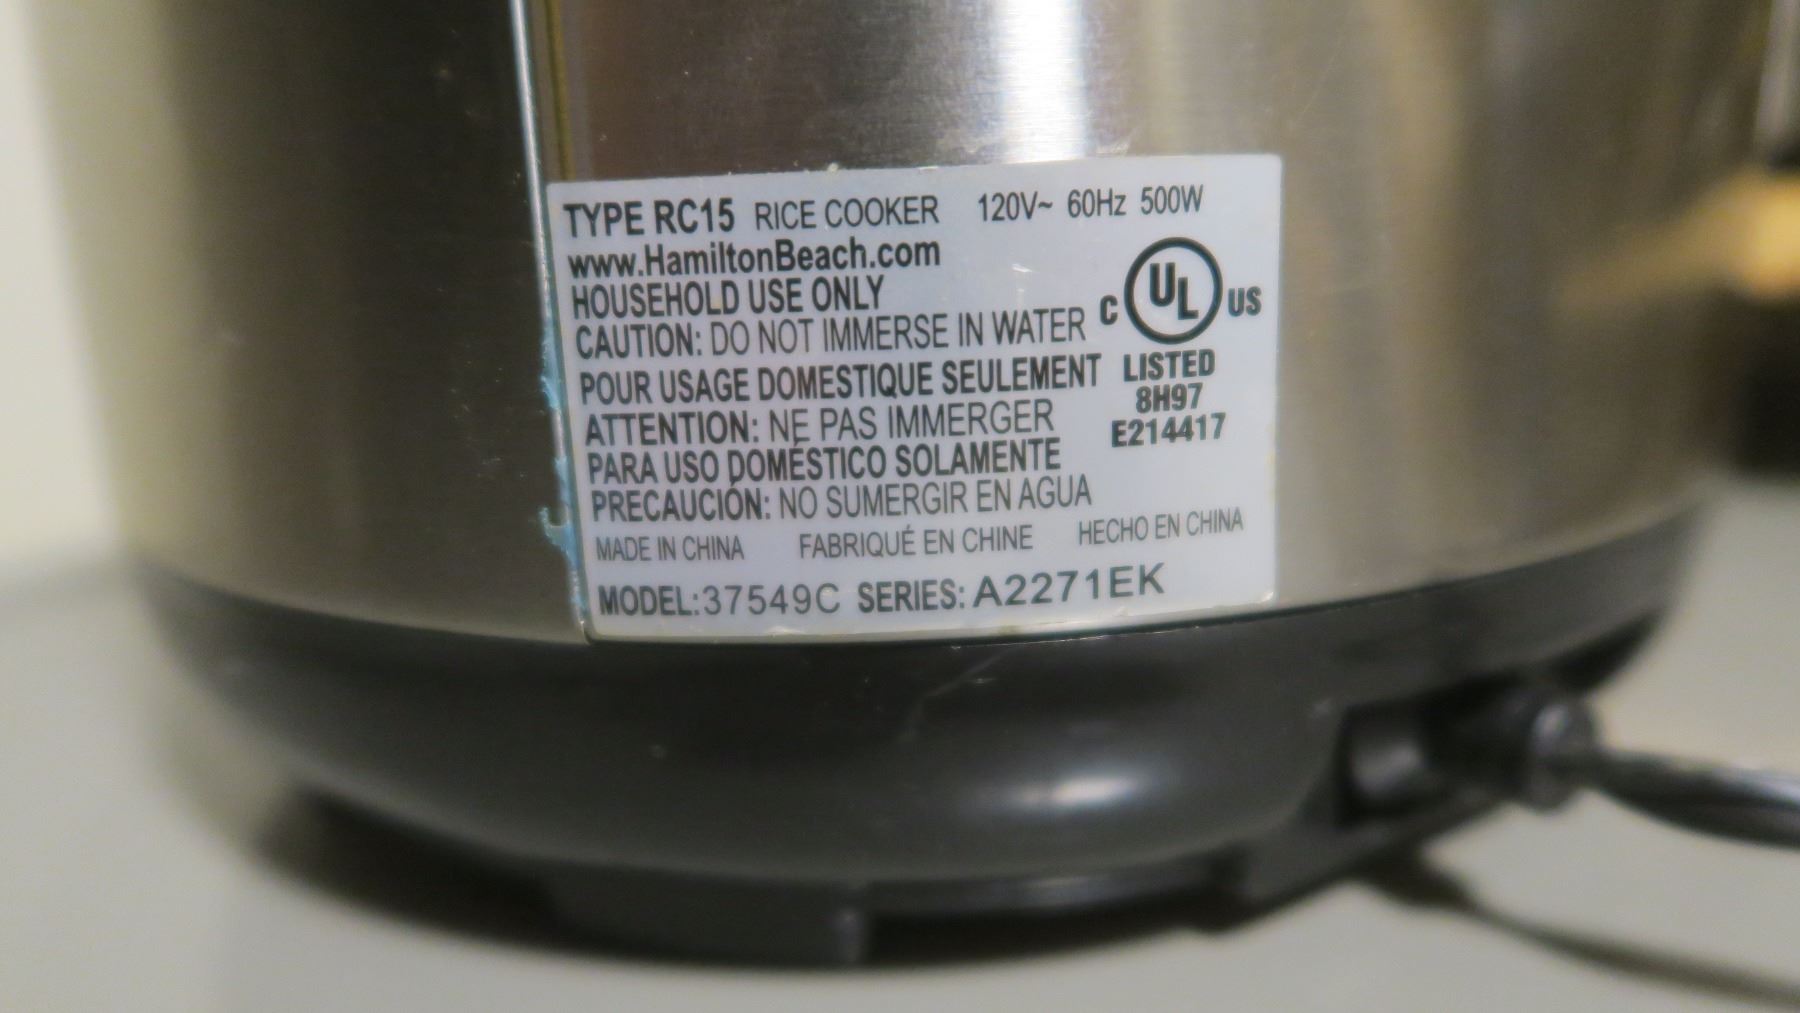 TYPE RC15 RICE COOKER 120V~ 60Hz 500W
www.HamiltonBeach.com
HOUSEHOLD USE ONLY
CAUTION: DO NOT IMMERSE IN WATER
C UL US
POUR USAGE DOMESTIQUE SEULEMENT
LISTED
ATTENTION: NE PAS IMMERGER
8H97
PARA USO DOMÉSTICO SOLAMENTE
E214417
PRECAUCIÓN: NO SUMERGIR EN AGUA
MADE IN CHINA FABRIQUÉ EN CHINE HECHO EN CHINA
MODEL:37549C SERIES: A2271EK